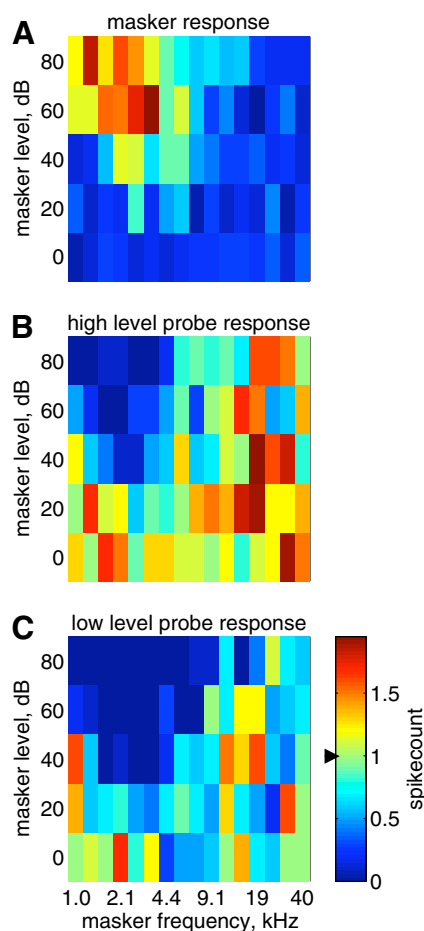 A
masker response
masker level, dB
80
60
40
20
0
B
high level probe response
masker level, dB
80
60
40
20
0
C
low level probe response
masker level, dB
80
60
40
20
0
1.0 2.1 4.4 9.1 19 40
masker frequency, kHz
1.5
1
0.5
0
spikecount